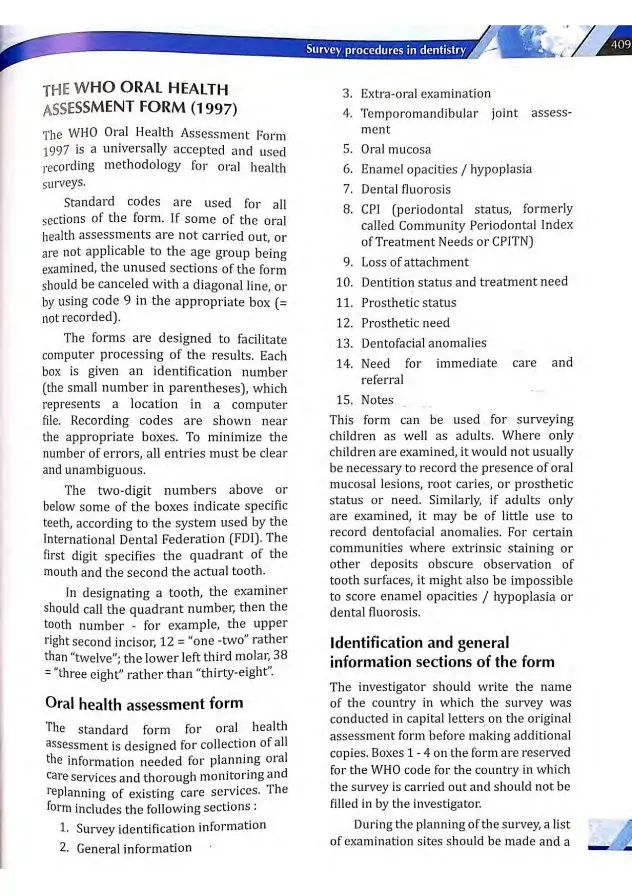 Survey procedures in dentistry
409
THE WHO ORAL HEALTH
ASSESSMENT FORM (1997)
The WHO Oral Health Assessment Form
1997 is a universally accepted and used
recording methodology for oral health
surveys.
Standard codes are used for all
sections of the form. If some of the oral
health assessments are not carried out, or
are not applicable to the age group being
examined, the unused sections of the form
should be canceled with a diagonal line, or
by using code 9 in the appropriate box (=
not recorded).
The forms are designed to facilitate
computer processing of the results. Each
box is given an identification number
(the small number in parentheses), which
represents a location in a computer
file. Recording codes are shown near
the appropriate boxes. To minimize the
number of errors, all entries must be clear
and unambiguous.
The two-digit numbers above or
below some of the boxes indicate specific
teeth, according to the system used by the
International Dental Federation (FDI). The
first digit specifies the quadrant of the
mouth and the second the actual tooth.
In designating a tooth, the examiner
should call the quadrant number, then the
tooth number - for example, the upper
right second incisor, 12 = "one -two" rather
than "twelve"; the lower left third molar, 38
= "three eight" rather than "thirty-eight".
Oral health assessment form
The standard form for oral health
assessment is designed for collection of all
the information needed for planning oral
care services and thorough monitoring and
replanning of existing care services. The
form includes the following sections :
1. Survey identification information
2. General information
3. Extra-oral examination
4. Temporomandibular joint assess-
ment
5. Oral mucosa
6. Enamel opacities / hypoplasia
7. Dental fluorosis
8. CPI (periodontal status, formerly
called Community Periodontal Index
of Treatment Needs or CPITN)
9. Loss of attachment
10. Dentition status and treatment need
11. Prosthetic status
12. Prosthetic need
13. Dentofacial anomalies
14. Need for immediate care and
referral
15. Notes
This form can be used for surveying
children as well as adults. Where only
children are examined, it would not usually
be necessary to record the presence of oral
mucosal lesions, root caries, or prosthetic
status or need. Similarly, if adults only
are examined, it may be of little use to
record dentofacial anomalies. For certain
communities where extrinsic staining or
other deposits obscure observation of
tooth surfaces, it might also be impossible
to score enamel opacities / hypoplasia or
dental fluorosis.
Identification and general
information sections of the form
The investigator should write the name
of the country in which the survey was
conducted in capital letters on the original
assessment form before making additional
copies. Boxes 1 - 4 on the form are reserved
for the WHO code for the country in which
the survey is carried out and should not be
filled in by the investigator.
During the planning of the survey, a list
of examination sites should be made and a